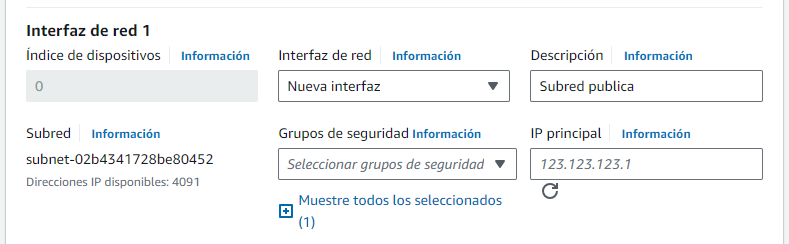 Interfaz de red 1
Índice de dispositivos Información Interfaz de red Información Descripción Información
0 Nueva interfaz Subred publica
Subred Información Grupos de seguridad Información IP principal Información
subnet-02b4341728be80452 Seleccionar grupos de seguridad 123.123.123.1
Direcciones IP disponibles: 4091
Muestre todos los seleccionados
(1)